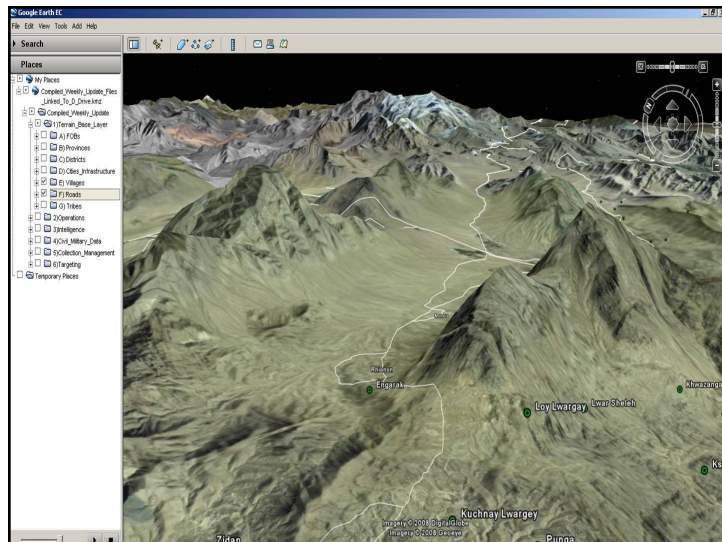 Google Earth EC
File Edit View Tools Add Help
Search
Places
My Places
Compiled_Weekly_Update_Files
_Linked_To_D_Drive.kmz
Compiled_Weekly_Update
1)Terrain_Base_Layer
A) FOBs
B) Provinces
C) Districts
D) Cities_Infrastructure
E) Villages
F) Roads
G) Tribes
2)Operations
3)Intelligence
4)Civil_Military_Data
5)Collection_Management
6)Targeting
Temporary Places
N
Engarak
Loy Lwargay
Lwar Sheleh
Khwazanga
Ks
Kuchnay Lwargey
Imagery © 2008 DigitalGlobe
Imagery © 2008 Geoeye
Zidan
Punga